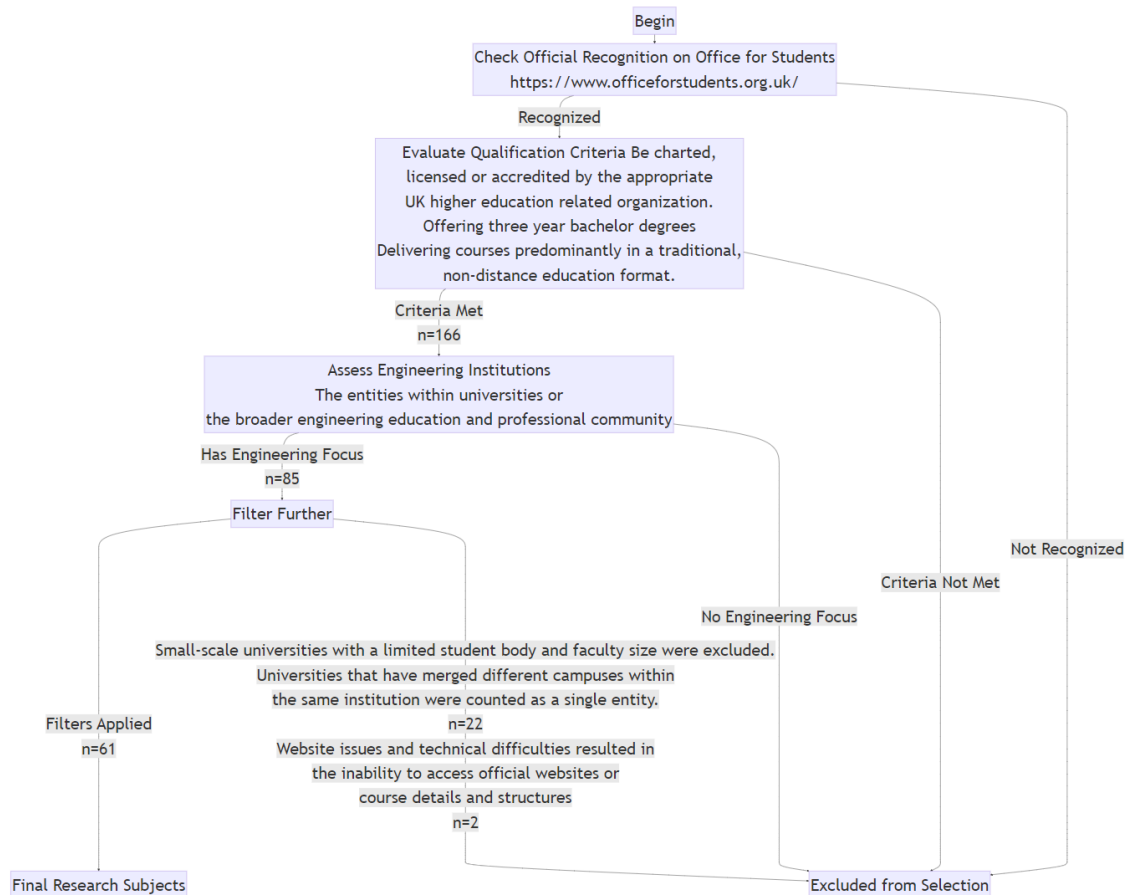 Begin
Check Official Recognition on Office for Students
https://www.officeforstudents.org.uk/
Recognized
Evaluate Qualification Criteria Be charted,
licensed or accredited by the appropriate
UK higher education related organization.
Offering three year bachelor degrees
Delivering courses predominantly in a traditional,
non-distance education format.
Criteria Met
n=166
Assess Engineering Institutions
The entities within universities or
the broader engineering education and professional community
Has Engineering Focus
n=85
Filter Further
Not Recognized
Criteria Not Met
No Engineering Focus
Small-scale universities with a limited student body and faculty size were excluded.
Universities that have merged different campuses within
the same institution were counted as a single entity.
n=22
Filters Applied
n=61
Website issues and technical difficulties resulted in
the inability to access official websites or
course details and structures
n=2
Final Research Subjects
Excluded from Selection